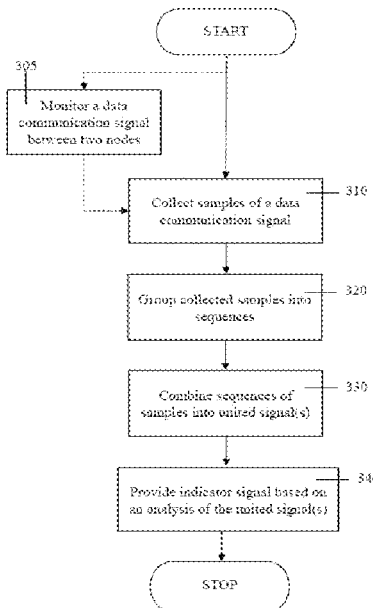 START
305
Monitor a data
communication signal
between two nodes
310
Collect samples of a data
communication signal
320
Group collected samples into
sequences
330
Combine sequences of
samples into united signal(s)
34
Provide indicator signal based on
an analysis of the united signal(s)
STOP